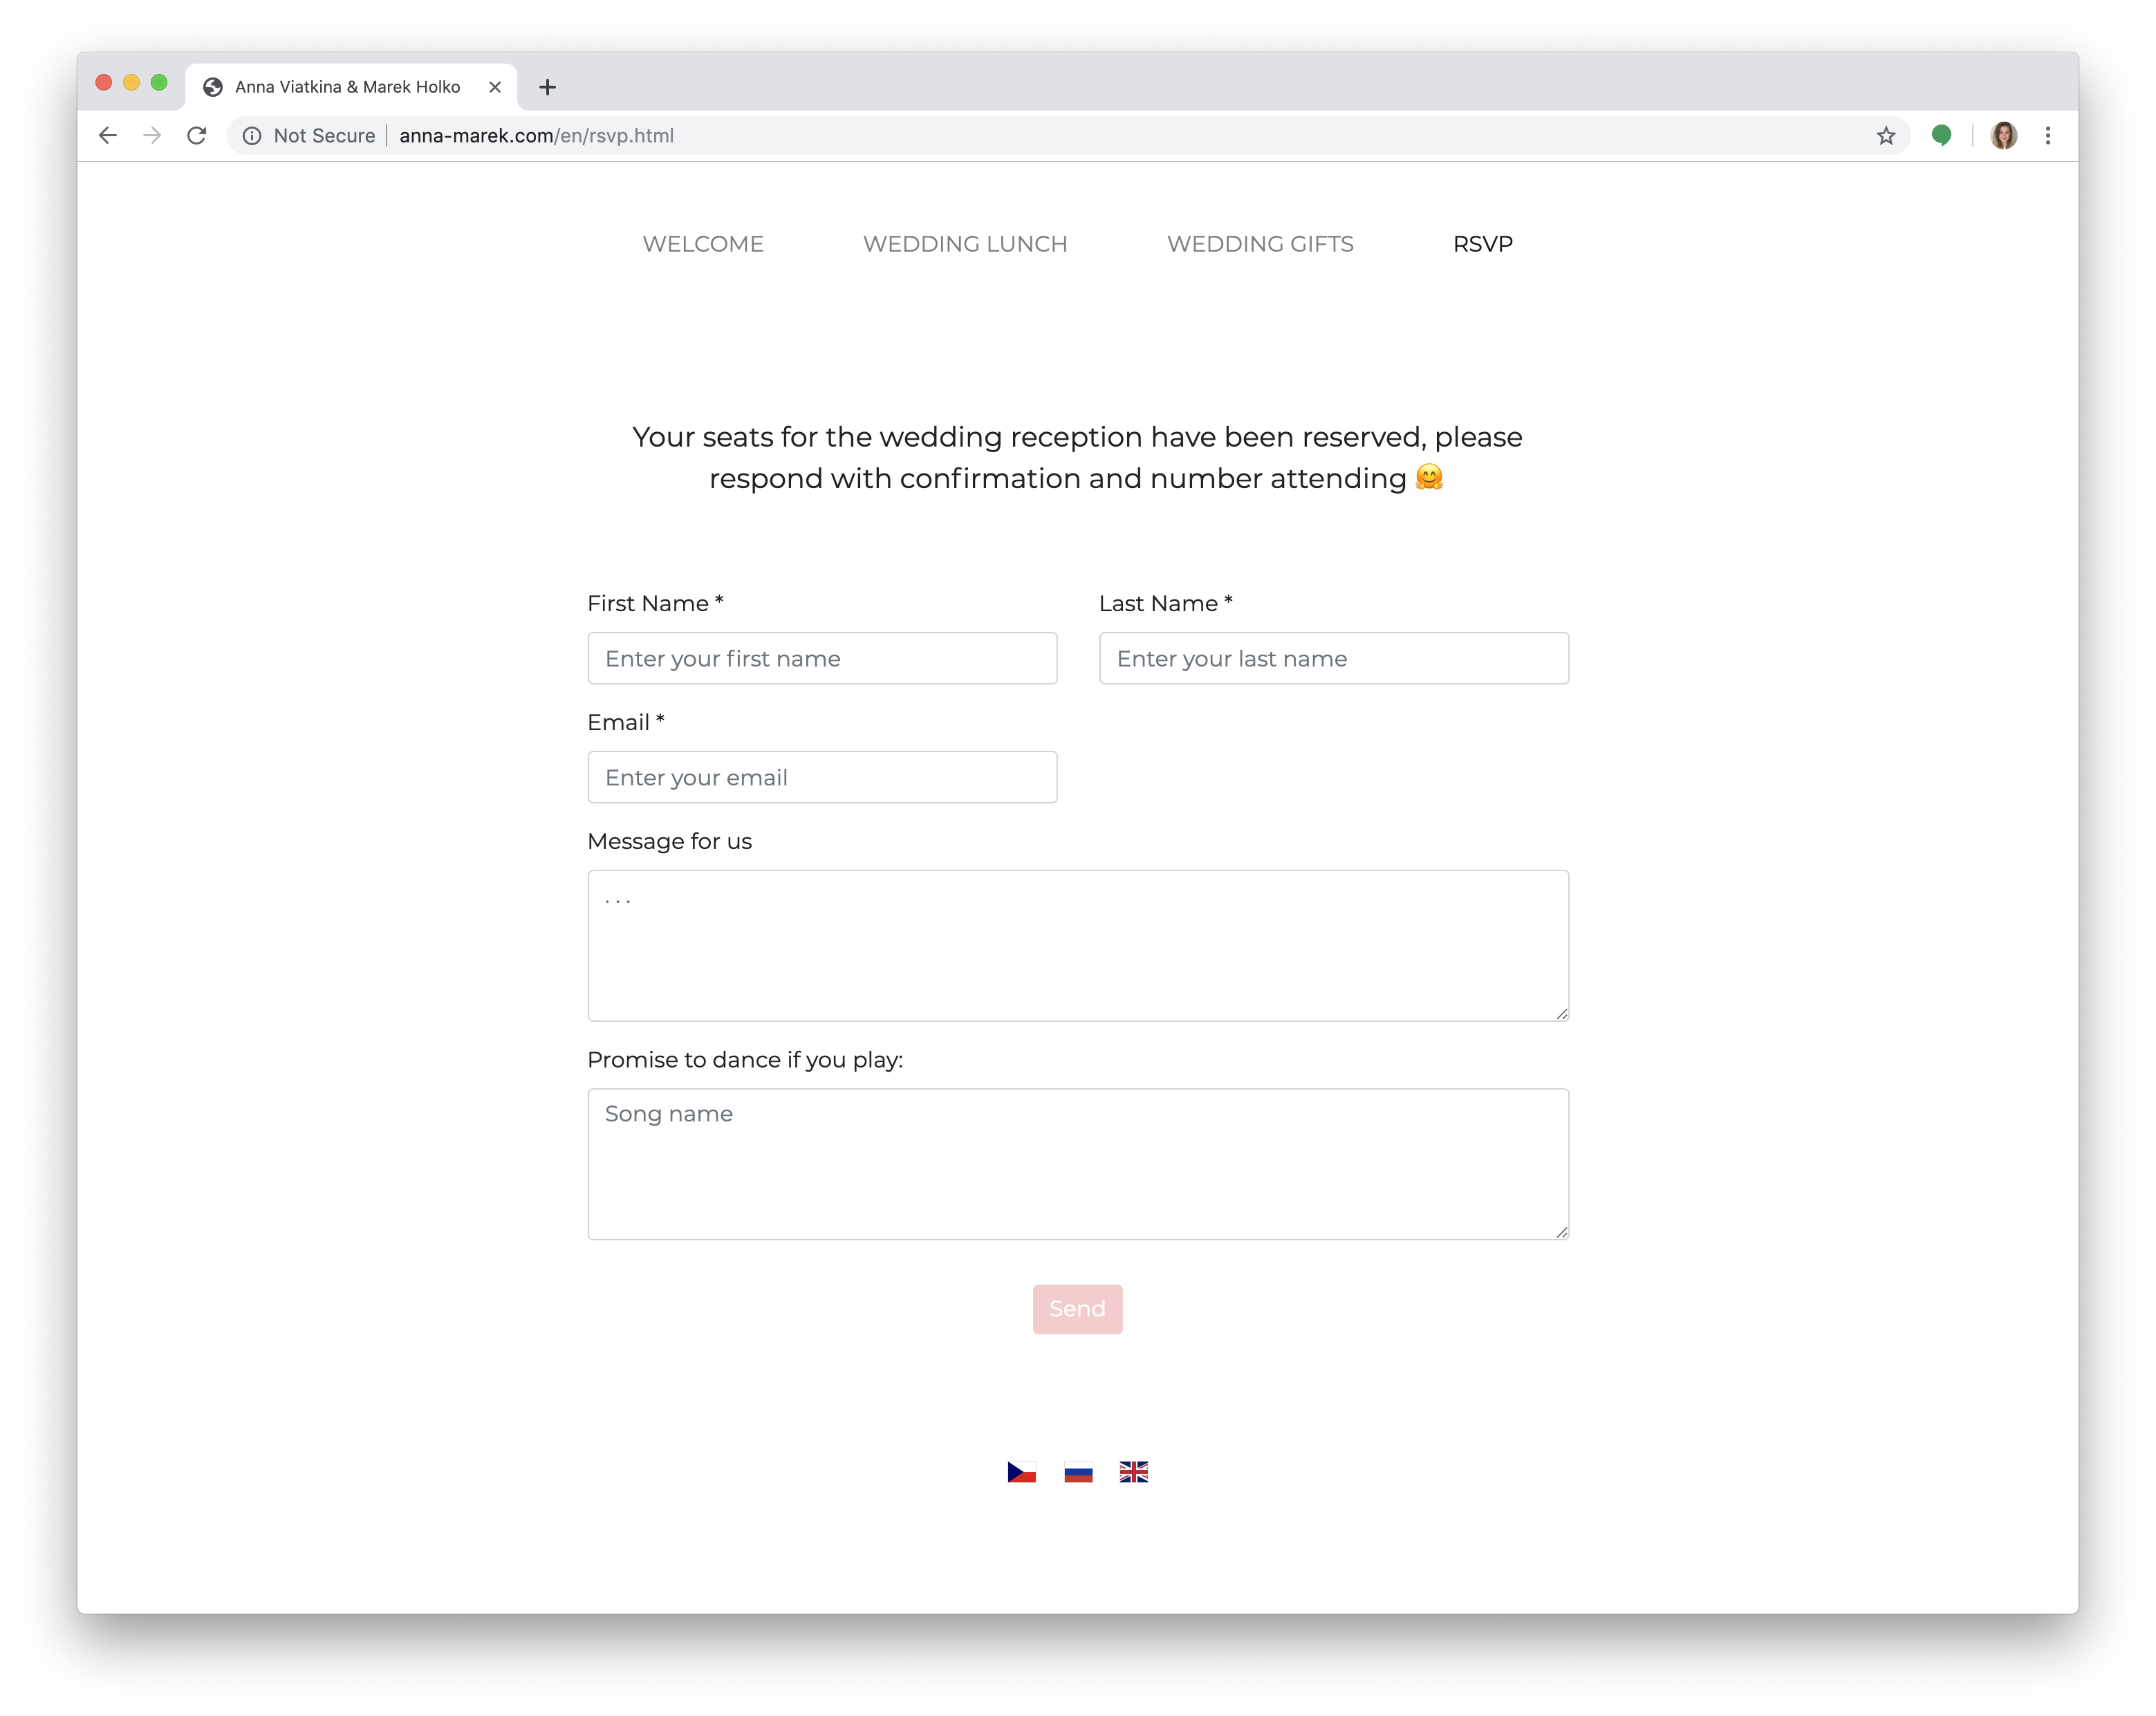 Anna Viatkina & Marek Holko
Not Secure | anna-marek.com/en/rsvp.html
WELCOME WEDDING LUNCH WEDDING GIFTS RSVP
Your seats for the wedding reception have been reserved, please
respond with confirmation and number attending 🤗
First Name * Last Name *
Enter your first name Enter your last name
Email *
Enter your email
Message for us
. . .
Promise to dance if you play:
Song name
Send